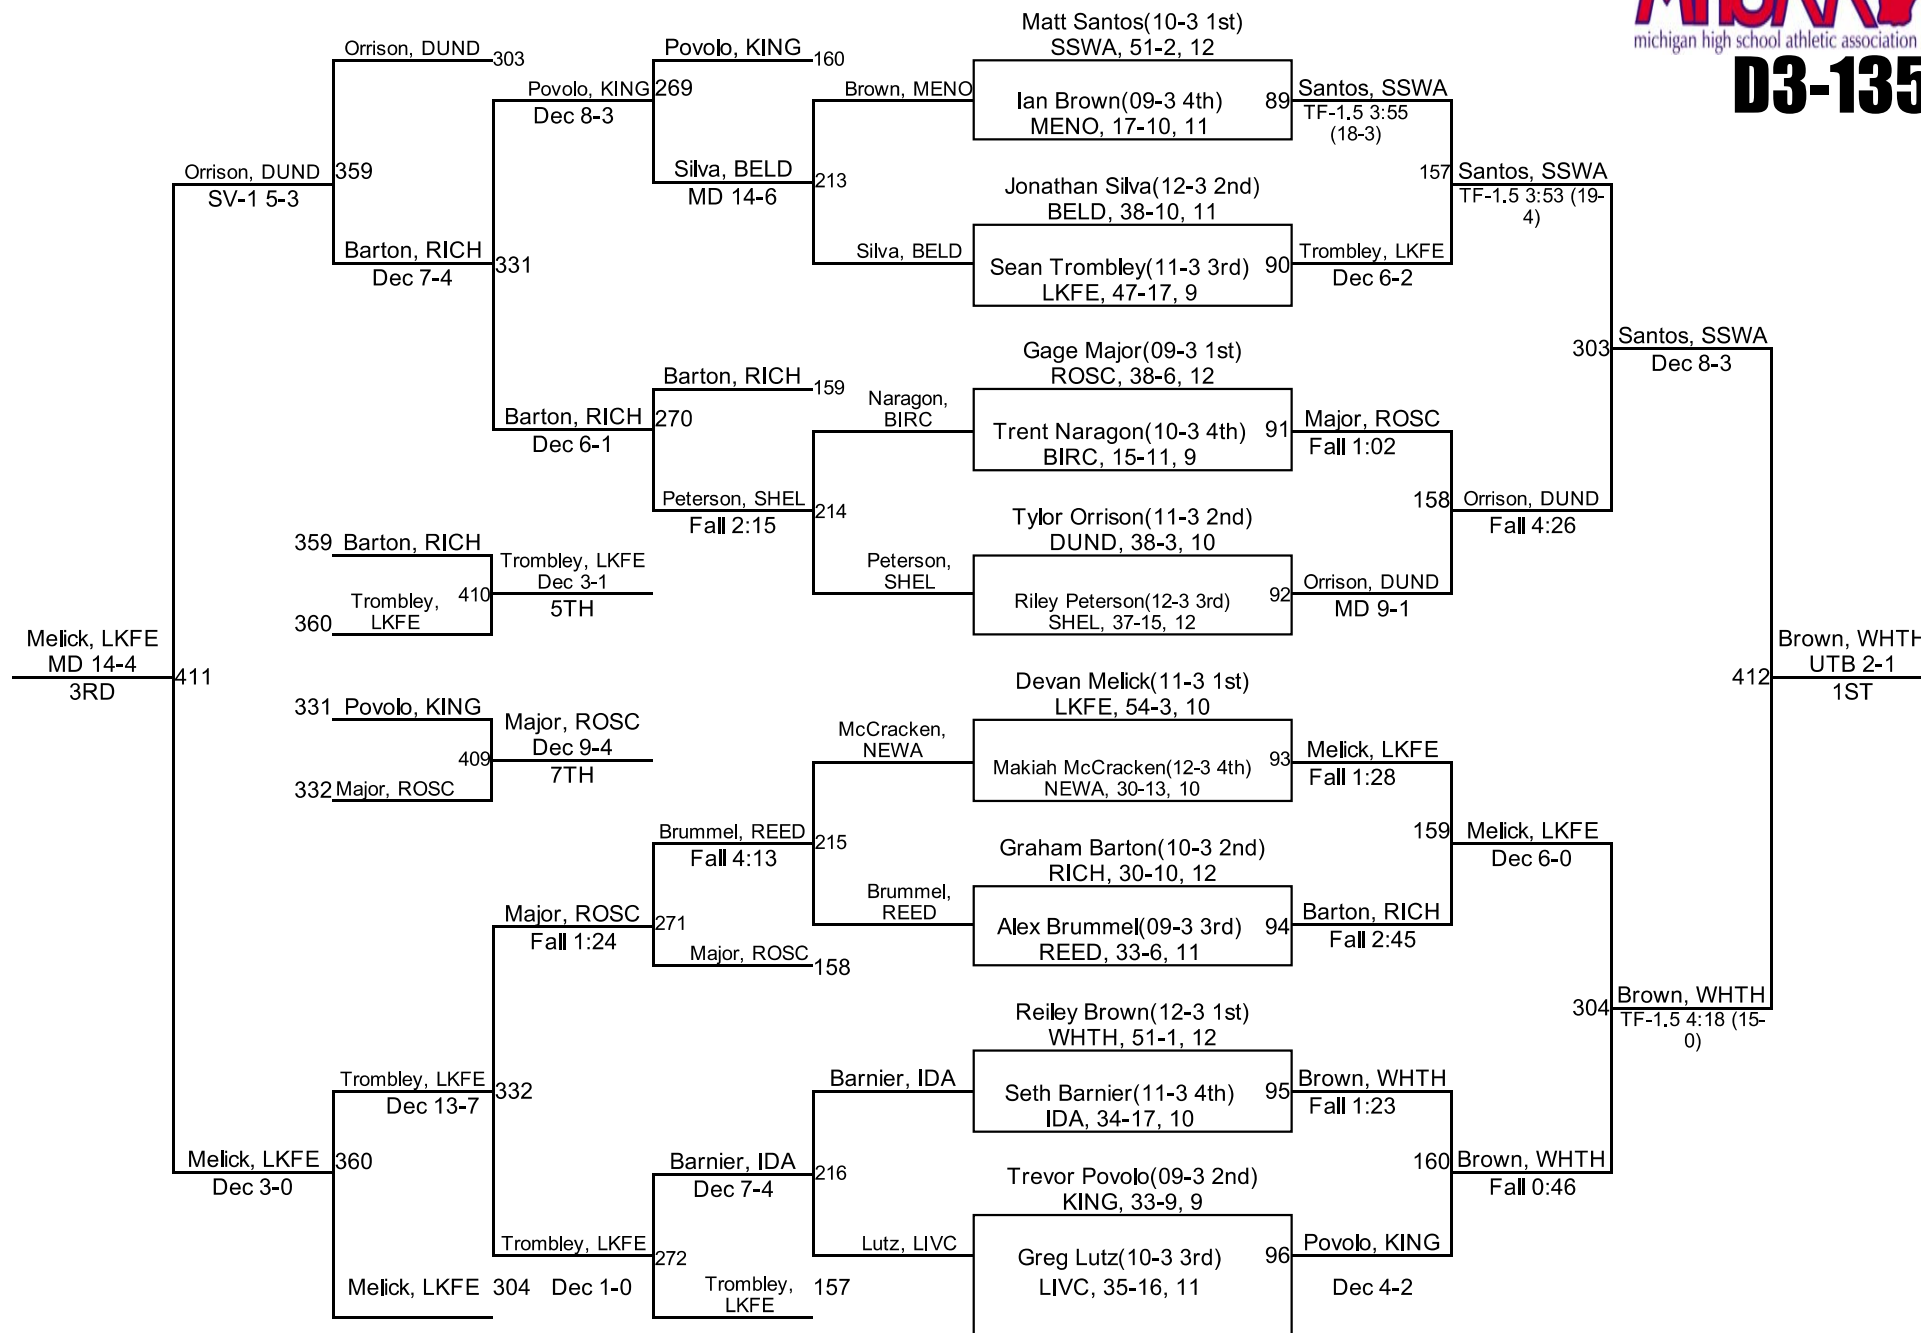 michigan high school athletic association
D3-135
Orrison, DUND
303
Povolo, KING
160
Matt Santos(10-3 1st)
SSWA, 51-2, 12
Povolo, KING
269
Dec 8-3
Brown, MENO
Ian Brown(09-3 4th)
MENO, 17-10, 11
89
Santos, SSWA
TF-1.5 3:55
(18-3)
Orrison, DUND
359
SV-1 5-3
Silva, BELD
213
MD 14-6
Jonathan Silva(12-3 2nd)
BELD, 38-10, 11
157
Santos, SSWA
TF-1.5 3:53 (19-
4)
Barton, RICH
331
Dec 7-4
Silva, BELD
Sean Trombley(11-3 3rd)
LKFE, 47-17, 9
90
Trombley, LKFE
Dec 6-2
Gage Major(09-3 1st)
ROSC, 38-6, 12
303
Santos, SSWA
Dec 8-3
Barton, RICH
159
Barton, RICH
270
Dec 6-1
Naragon,
BIRC
Trent Naragon(10-3 4th)
BIRC, 15-11, 9
91
Major, ROSC
Fall 1:02
Peterson, SHEL
214
Fall 2:15
Tylor Orrison(11-3 2nd)
DUND, 38-3, 10
158
Orrison, DUND
Fall 4:26
359
Barton, RICH
Trombley, LKFE
Dec 3-1
5TH
410
Trombley,
LKFE
360
Peterson,
SHEL
Riley Peterson(12-3 3rd)
SHEL, 37-15, 12
92
Orrison, DUND
MD 9-1
Melick, LKFE
MD 14-4
3RD
411
Brown, WHTH
UTB 2-1
1ST
412
Devan Melick(11-3 1st)
LKFE, 54-3, 10
331
Povolo, KING
Major, ROSC
Dec 9-4
7TH
409
332
Major, ROSC
McCracken,
NEWA
Makiah McCracken(12-3 4th)
NEWA, 30-13, 10
93
Melick, LKFE
Fall 1:28
Brummel, REED
215
Fall 4:13
Graham Barton(10-3 2nd)
RICH, 30-10, 12
159
Melick, LKFE
Dec 6-0
Major, ROSC
271
Fall 1:24
Brummel,
REED
Alex Brummel(09-3 3rd)
REED, 33-6, 11
94
Barton, RICH
Fall 2:45
Major, ROSC
158
Reiley Brown(12-3 1st)
WHTH, 51-1, 12
304
Brown, WHTH
TF-1.5 4:18 (15-
0)
Trombley, LKFE
332
Dec 13-7
Barnier, IDA
Seth Barnier(11-3 4th)
IDA, 34-17, 10
95
Brown, WHTH
Fall 1:23
Melick, LKFE
360
Dec 3-0
Barnier, IDA
216
Dec 7-4
Trevor Povolo(09-3 2nd)
KING, 33-9, 9
160
Brown, WHTH
Fall 0:46
Trombley, LKFE
272
Dec 1-0
Lutz, LIVC
Greg Lutz(10-3 3rd)
LIVC, 35-16, 11
96
Povolo, KING
Dec 4-2
Melick, LKFE
304
Trombley,
LKFE
157